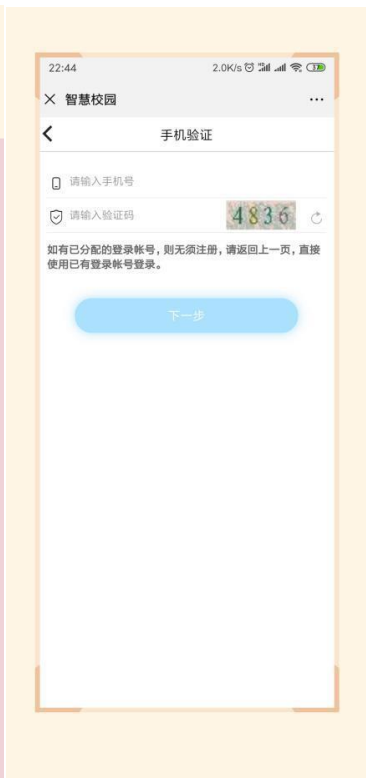 22:44 2.0K/s 37
智慧校园
手机验证
请输入手机号
请输入验证码 4836
如有已分配的登录帐号，则无须注册，请返回上一页，直接
使用已有登录帐号登录。
下一步